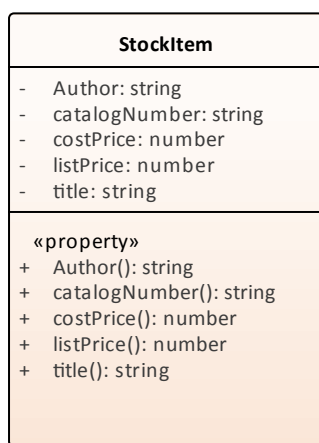 StockItem
- Author: string
- catalogNumber: string
- costPrice: number
- listPrice: number
- title: string
«property»
+ Author(): string
+ catalogNumber(): string
+ costPrice(): number
+ listPrice(): number
+ title(): string